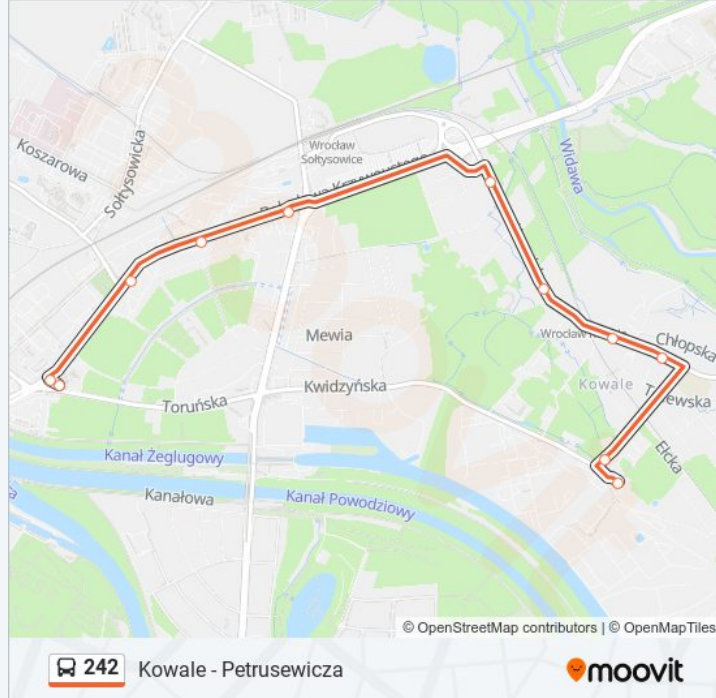 Koszarowa
Sołtysowicka
Wrocław
Sołtysowice
Widawa
Chłopska
Wrocław
Kowale
Ełcka
Mewia
Kwidzyńska
Toruńska
Kanał Żeglugowy
Kanałowa
Kanał Powodziowy
© OpenStreetMap contributors | © OpenMapTiles
242 Kowale - Petrusewicza moovit